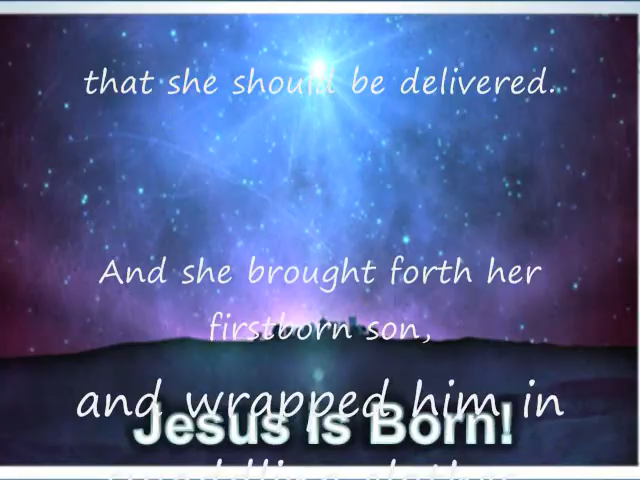 that she should be delivered.
And she brought forth her
firstborn son,
and wrapped him in
Jesus Is Born!